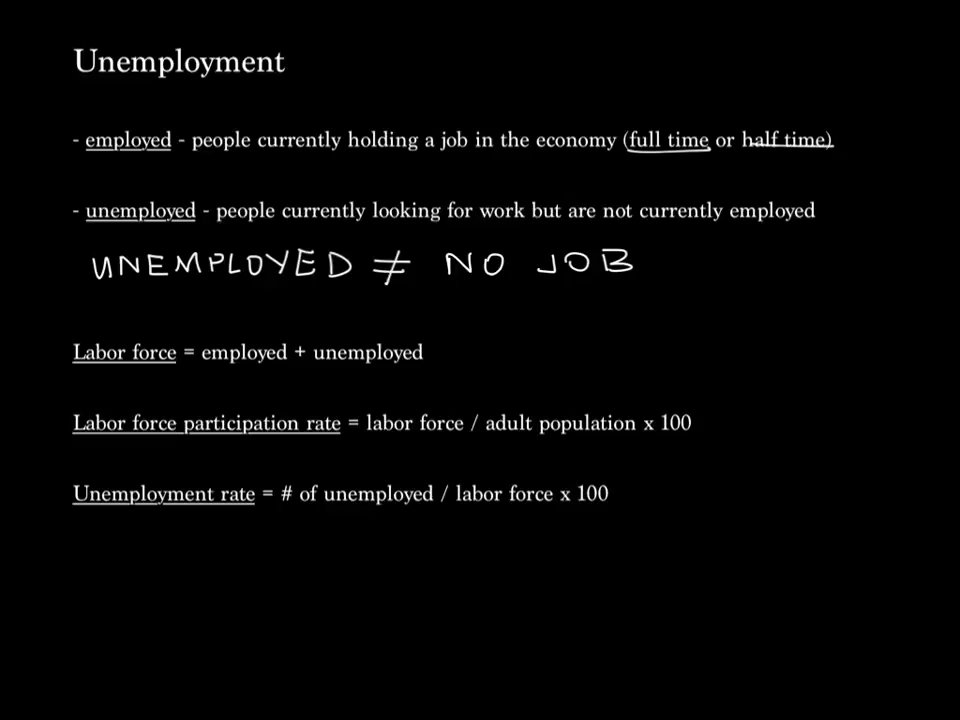 Unemployment
- employed - people currently holding a job in the economy (full time or half time)
- unemployed - people currently looking for work but are not currently employed
UNEMPLOYED ≠ NO JOB
Labor force = employed + unemployed
Labor force participation rate = labor force / adult population x 100
Unemployment rate = # of unemployed / labor force x 100